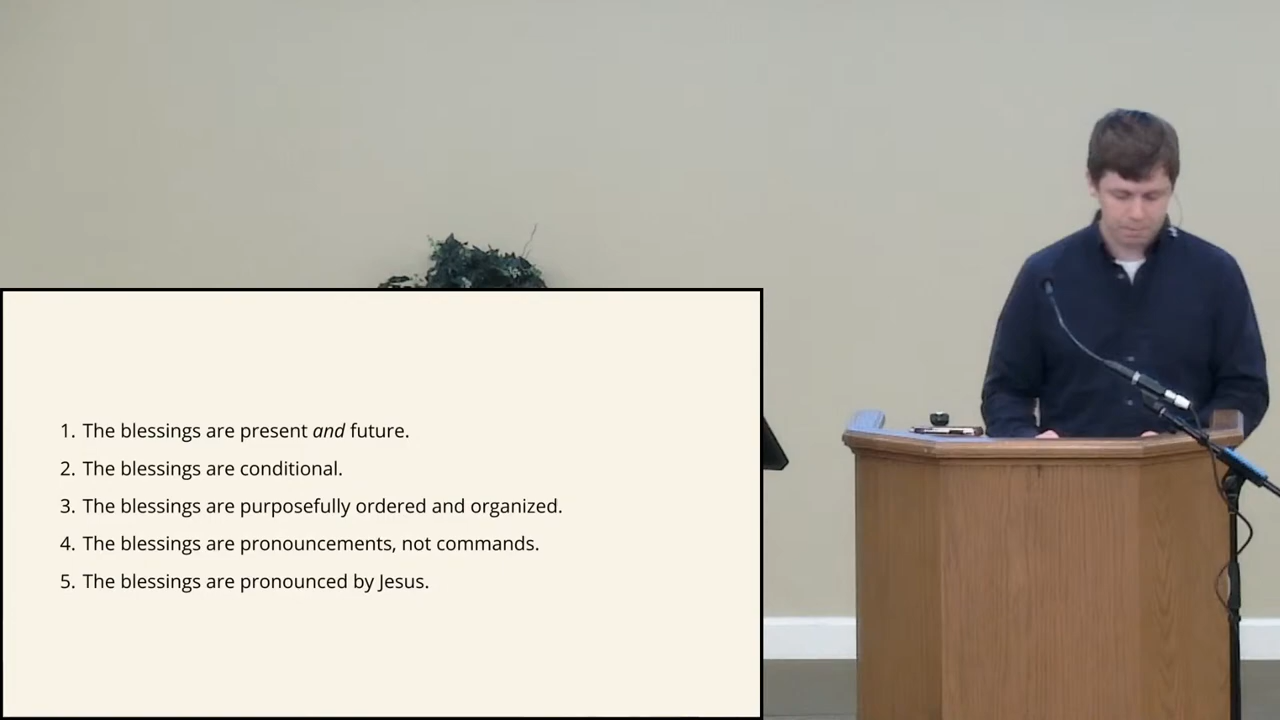 1. The blessings are present and future.
2. The blessings are conditional.
3. The blessings are purposefully ordered and organized.
4. The blessings are pronouncements, not commands.
5. The blessings are pronounced by Jesus.